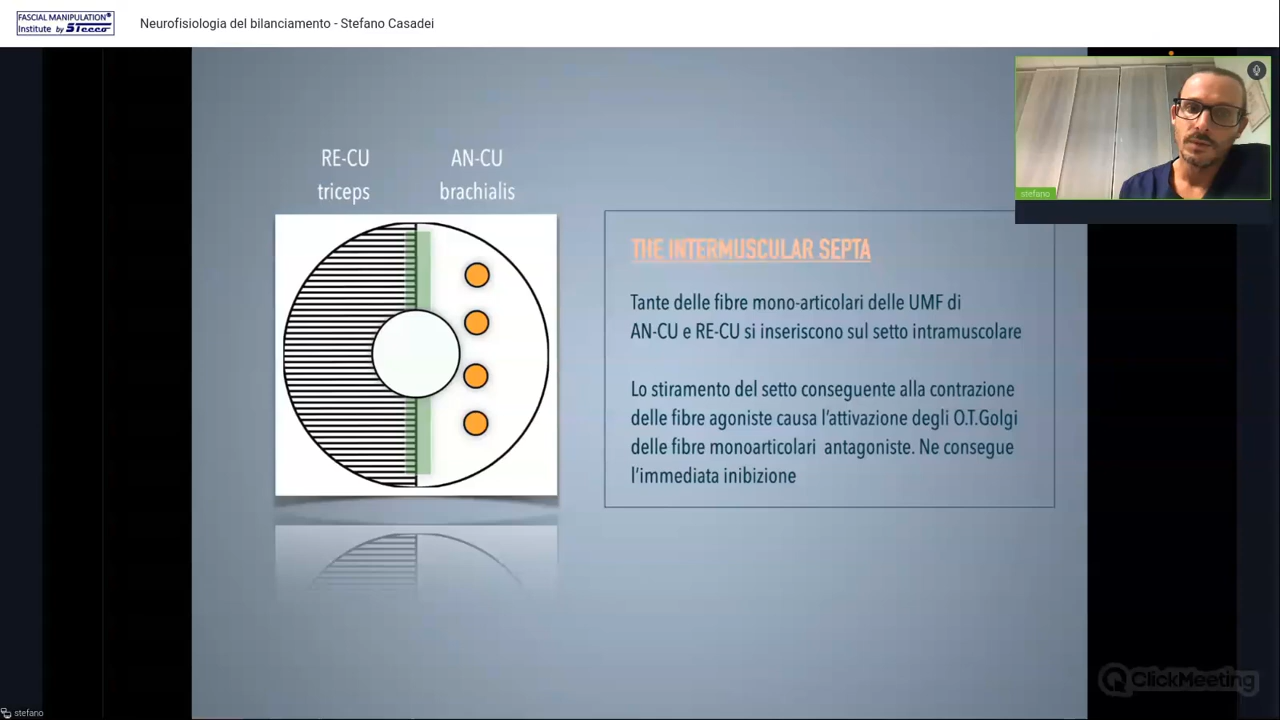 FASCIAL MANIPULATION®
Institute by STECCO
Neurofisiologia del bilanciamento - Stefano Casadei
stefano
RE-CU
triceps
AN-CU
brachialis
THE INTERMUSCULAR SEPTA
Tante delle fibre mono-articolari delle UMF di
AN-CU e RE-CU si inseriscono sul setto intramuscolare
Lo stiramento del setto conseguente alla contrazione
delle fibre agoniste causa l'attivazione degli O.T.Golgi
delle fibre monoarticolari antagoniste. Ne consegue
l'immediata inibizione
ClickMeeting
stefano